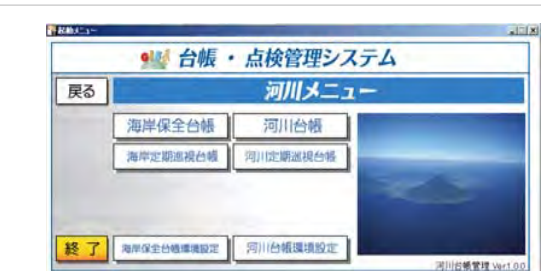 起動メニュー
台帳・点検管理システム
戻る
河川メニュー
海岸保全台帳
河川台帳
海岸定期巡視台帳
河川定期巡視台帳
終了
海岸保全台帳環境設定
河川台帳環境設定
河川台帳管理 Ver1.00